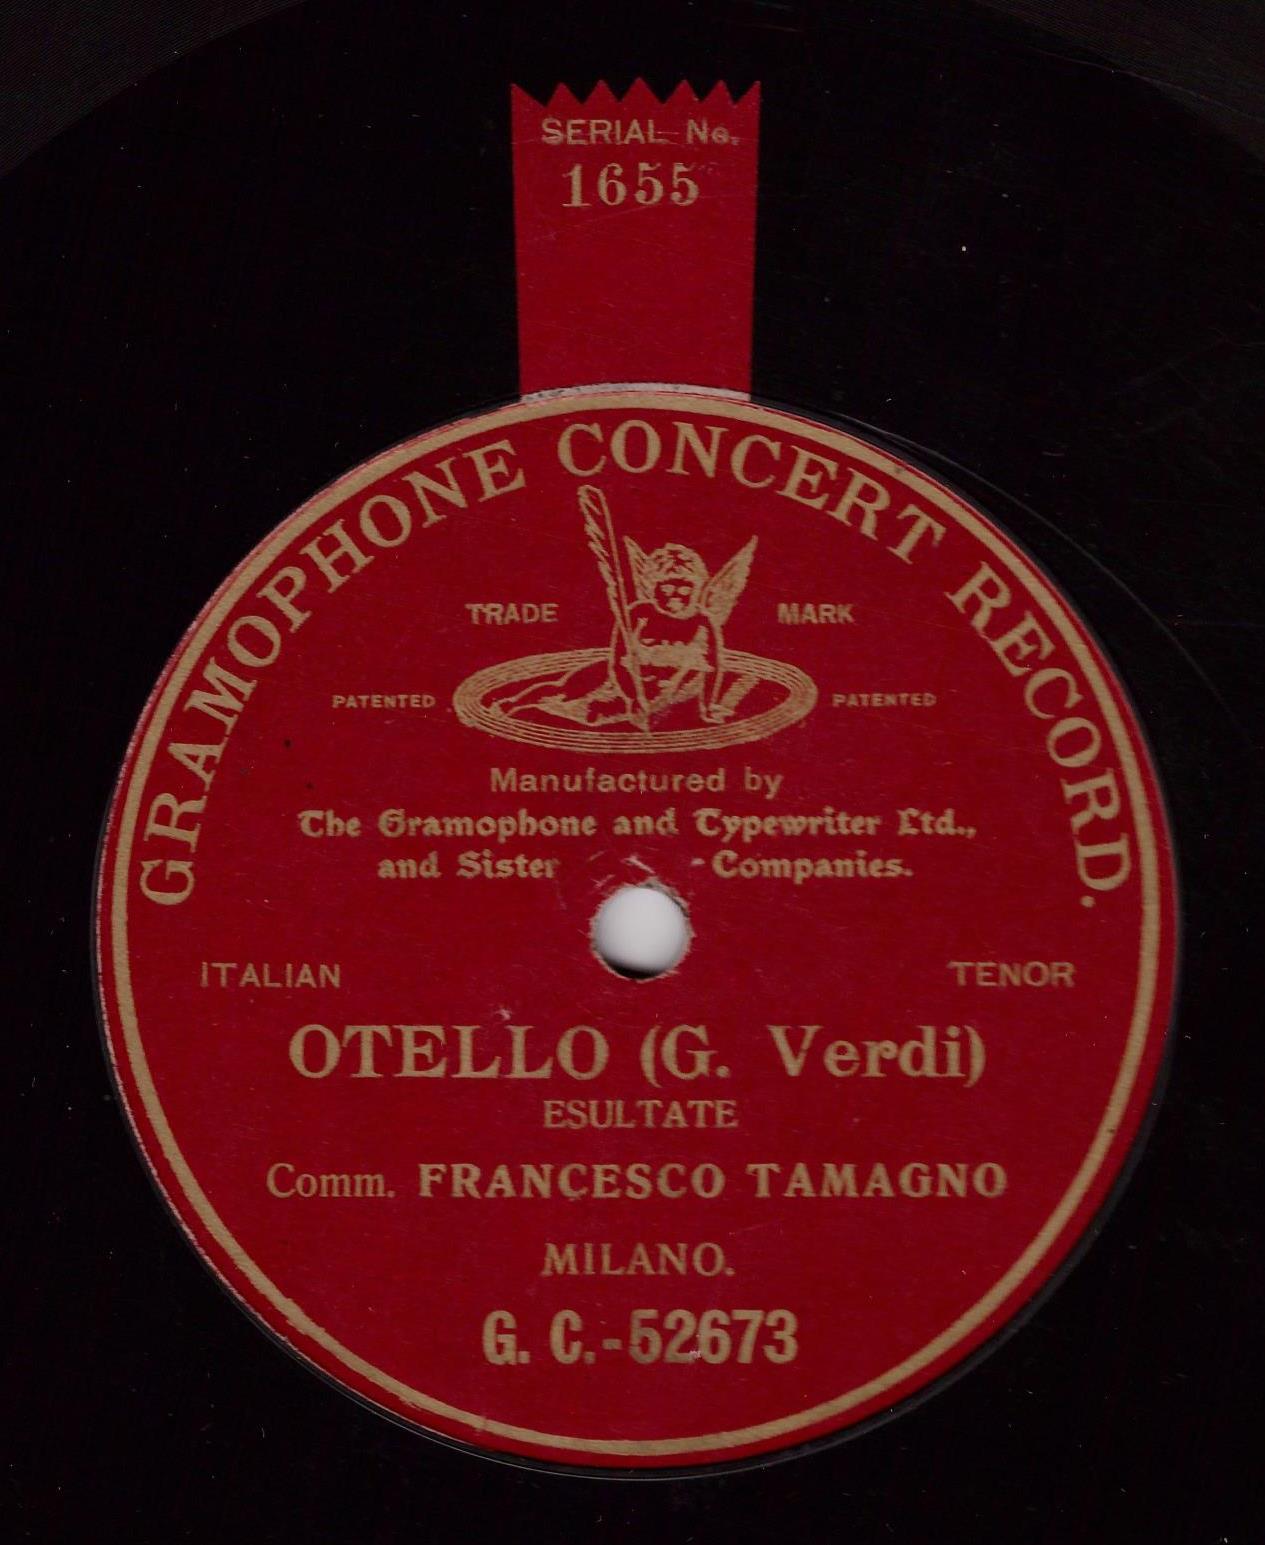 SERIAL No.
1655
GRAMOPHONE CONCERT RECORD.
TRADE MARK
PATENTED PATENTED
Manufactured by
The Gramophone and Typewriter Ltd.,
and Sister Companies.
ITALIAN TENOR
OTELLO (G. Verdi)
ESULTATE
Comm. FRANCESCO TAMAGNO
MILANO.
G. C.-52673